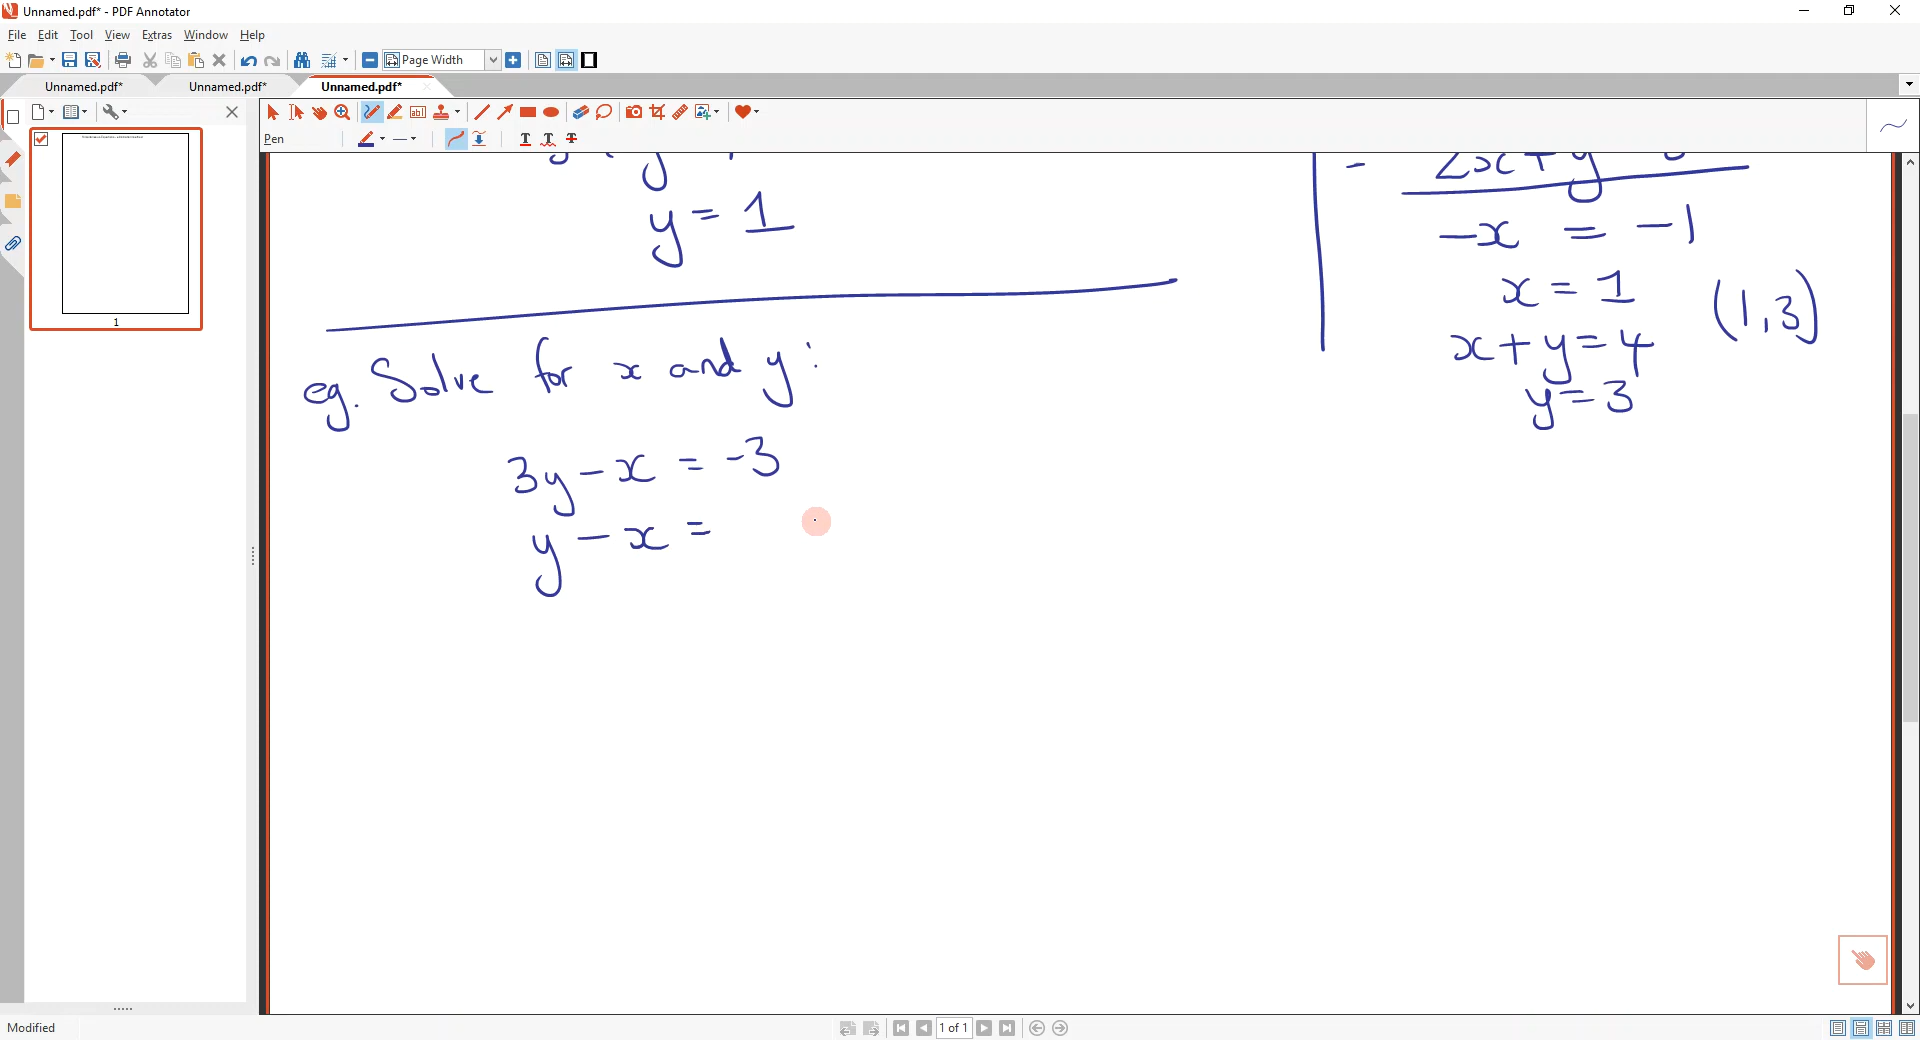 Unnamed.pdf* - PDF Annotator
File Edit Tool View Extras Window Help
Page Width
Unnamed.pdf* Unnamed.pdf* Unnamed.pdf*
Pen
1
y = 1
eg. Solve for x and y:
3y - x = -3
y - x =
- 2x + y
-x = -1
x = 1
(1,3)
x + y = 4
y = 3
Modified
1 of 1